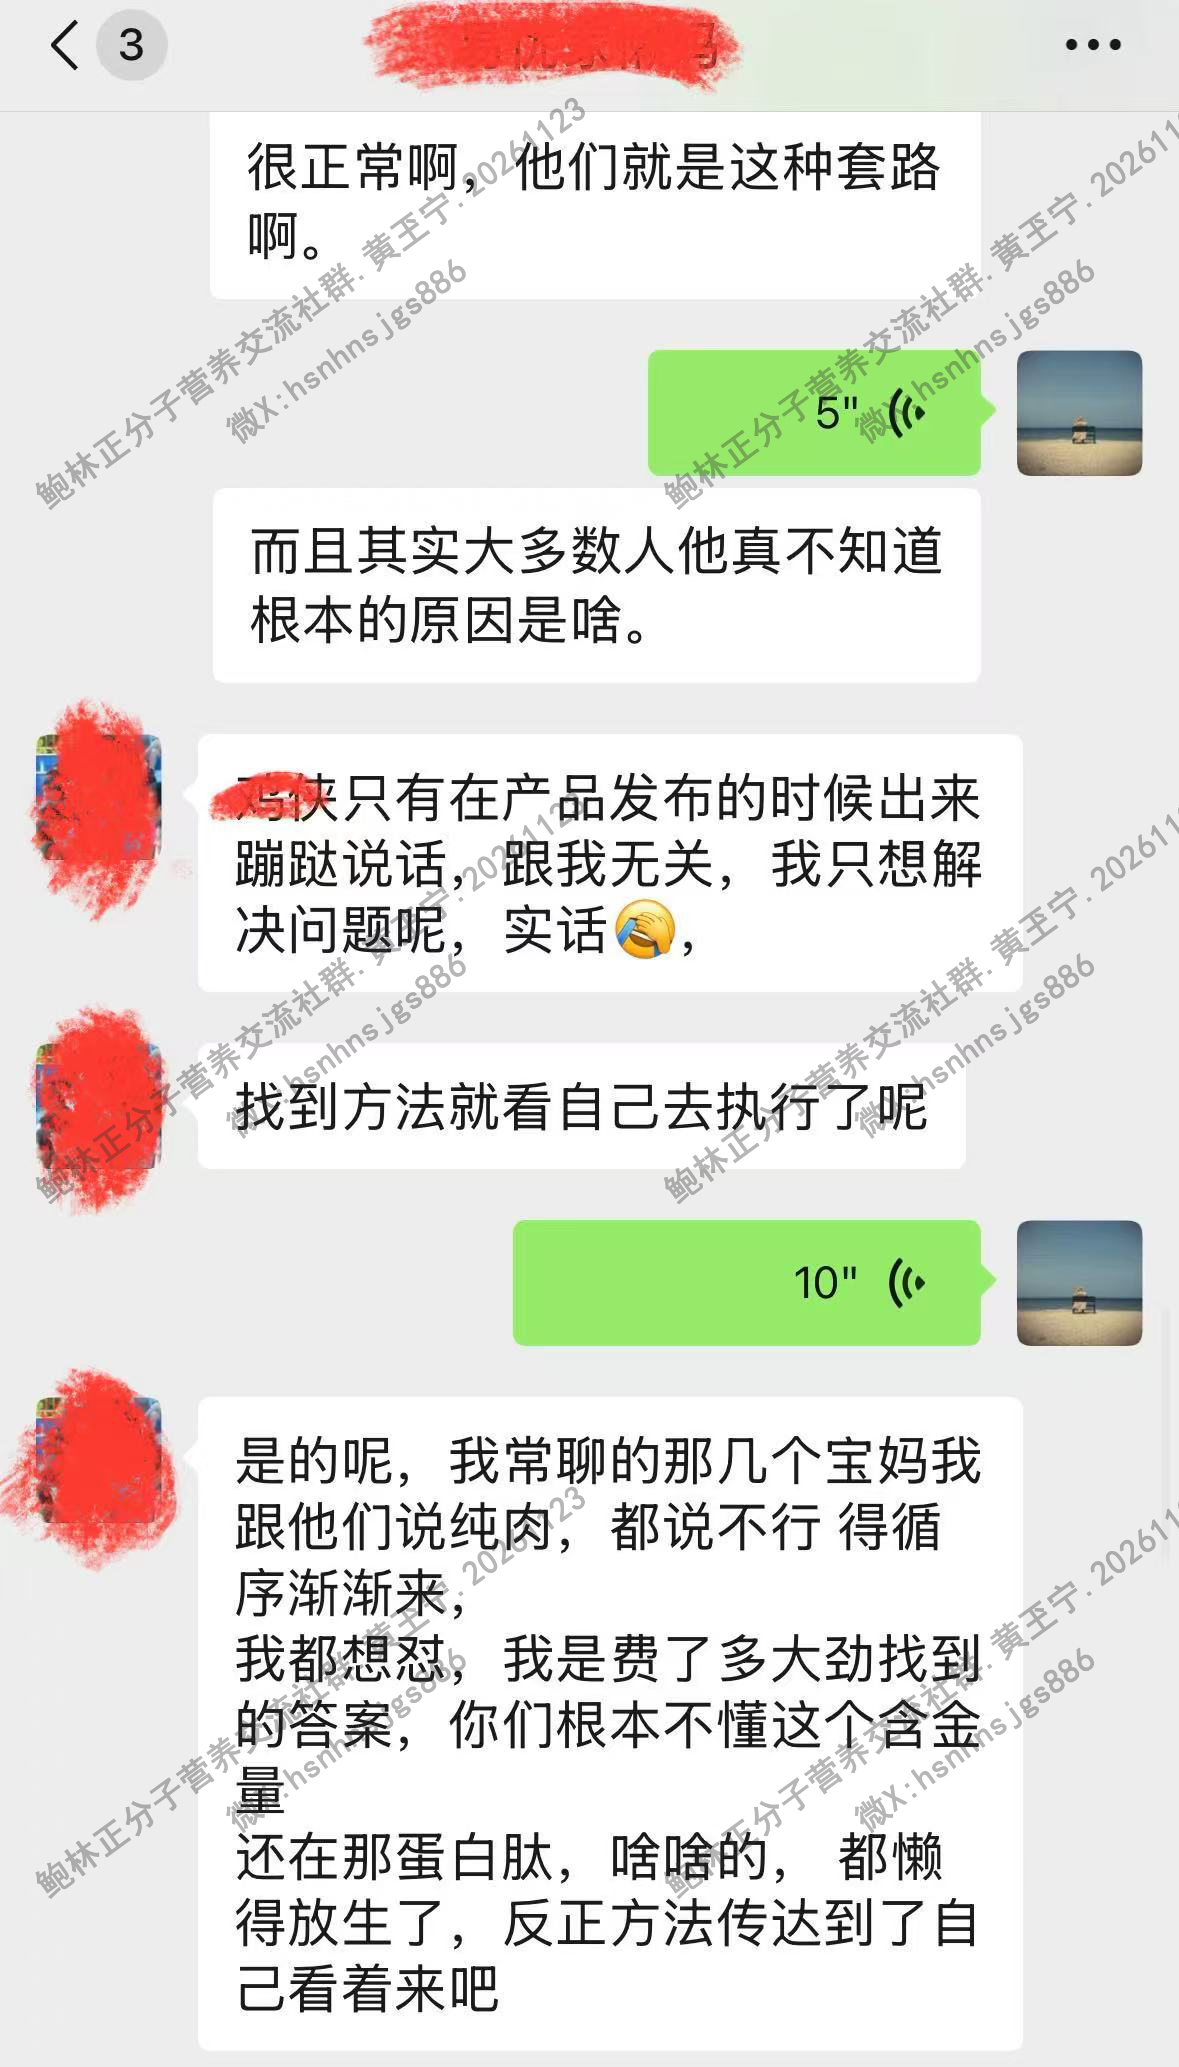 3
很正常啊，他们就是这种套路
啊。
5"
而且其实大多数人他真不知道
根本的原因是啥。
鸡侠只有在产品发布的时候出来
蹦跶说话，跟我无关，我只想解
决问题呢，实话🤦，
找到方法就看自己去执行了呢
10"
是的呢，我常聊的那几个宝妈我
跟他们说纯肉，都说不行 得循
序渐渐来，
我都想怼，我是费了多大劲找到
的答案，你们根本不懂这个含金
量
还在那蛋白肽，啥啥的， 都懒
得放生了，反正方法传达到了自
己看着来吧
鲍林正分子营养交流社群. 黄玊宁. 20261123
微X:hsnhnsjgs886